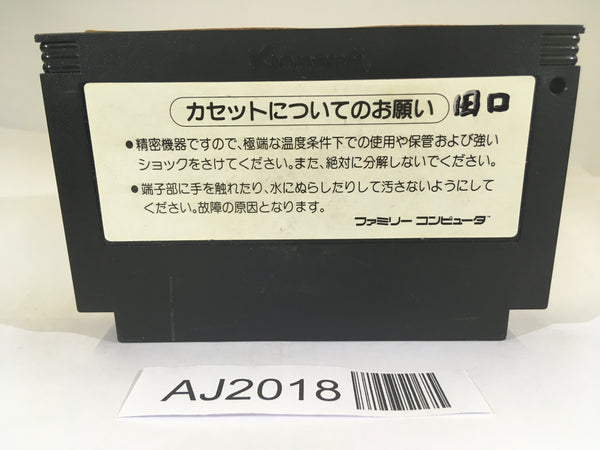 Konami
カセットについてのお願い 旧口
●精密機器ですので、極端な温度条件下での使用や保管および強い
ショックをさけてください。また、絶対に分解しないでください。
●端子部に手を触れたり、水にぬらしたりして汚さないようにして
ください。故障の原因となります。
ファミリー コンピュータ™
AJ2018